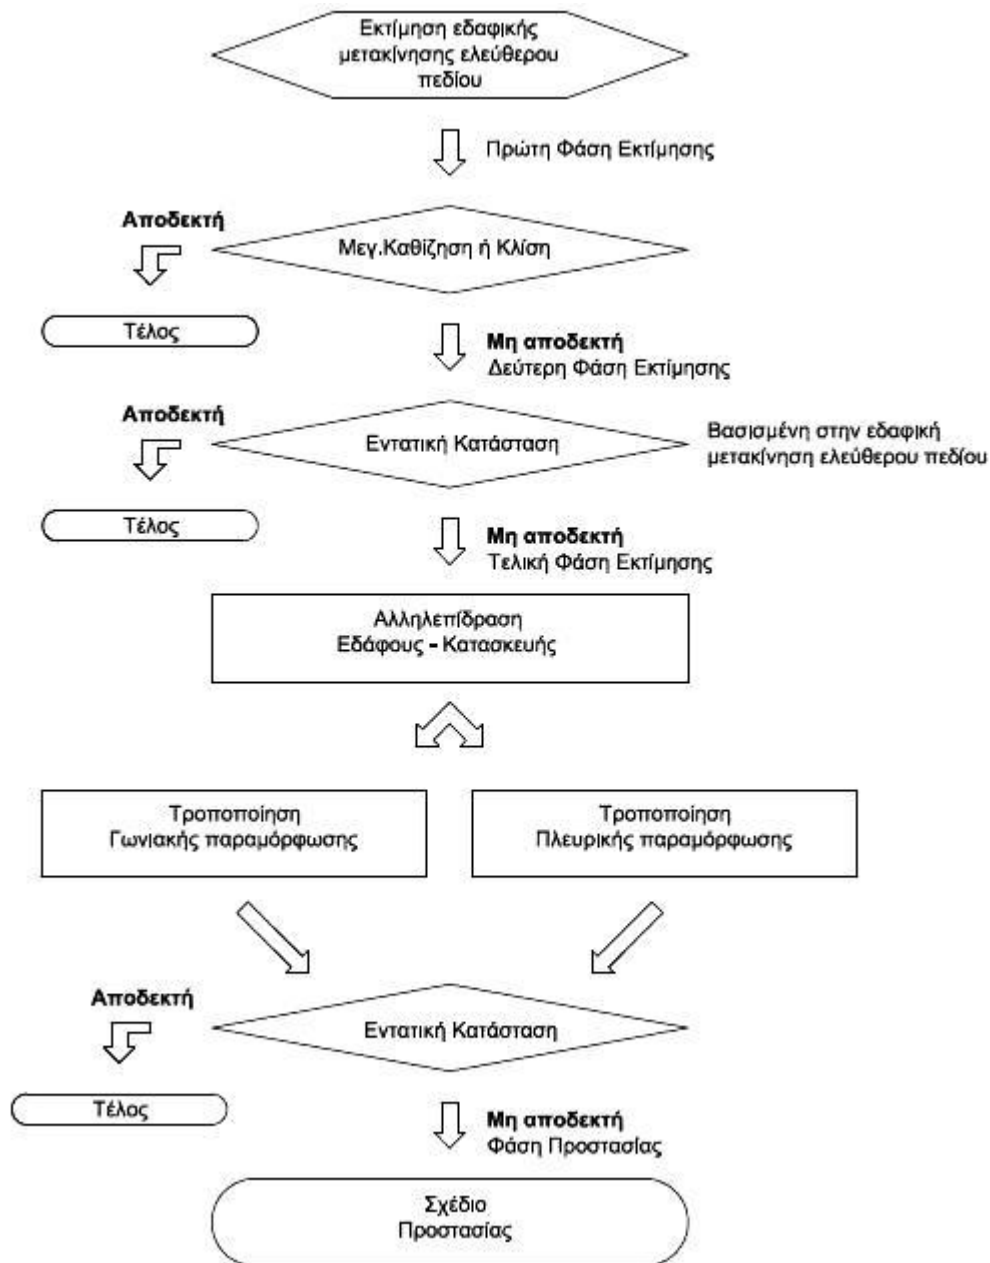 Εκτίμηση εδαφικής
μετακίνησης ελεύθερου
πεδίου
Πρώτη Φάση Εκτίμησης
Αποδεκτή
Μεγ.Καθίζηση ή Κλίση
Τέλος
Μη αποδεκτή
Δεύτερη Φάση Εκτίμησης
Αποδεκτή
Εντατική Κατάσταση
Βασισμένη στην εδαφική
μετακίνηση ελεύθερου πεδίου
Τέλος
Μη αποδεκτή
Τελική Φάση Εκτίμησης
Αλληλεπίδραση
Εδάφους - Κατασκευής
Τροποποίηση
Γωνιακής παραμόρφωσης
Τροποποίηση
Πλευρικής παραμόρφωσης
Αποδεκτή
Εντατική Κατάσταση
Τέλος
Μη αποδεκτή
Φάση Προστασίας
Σχέδιο
Προστασίας